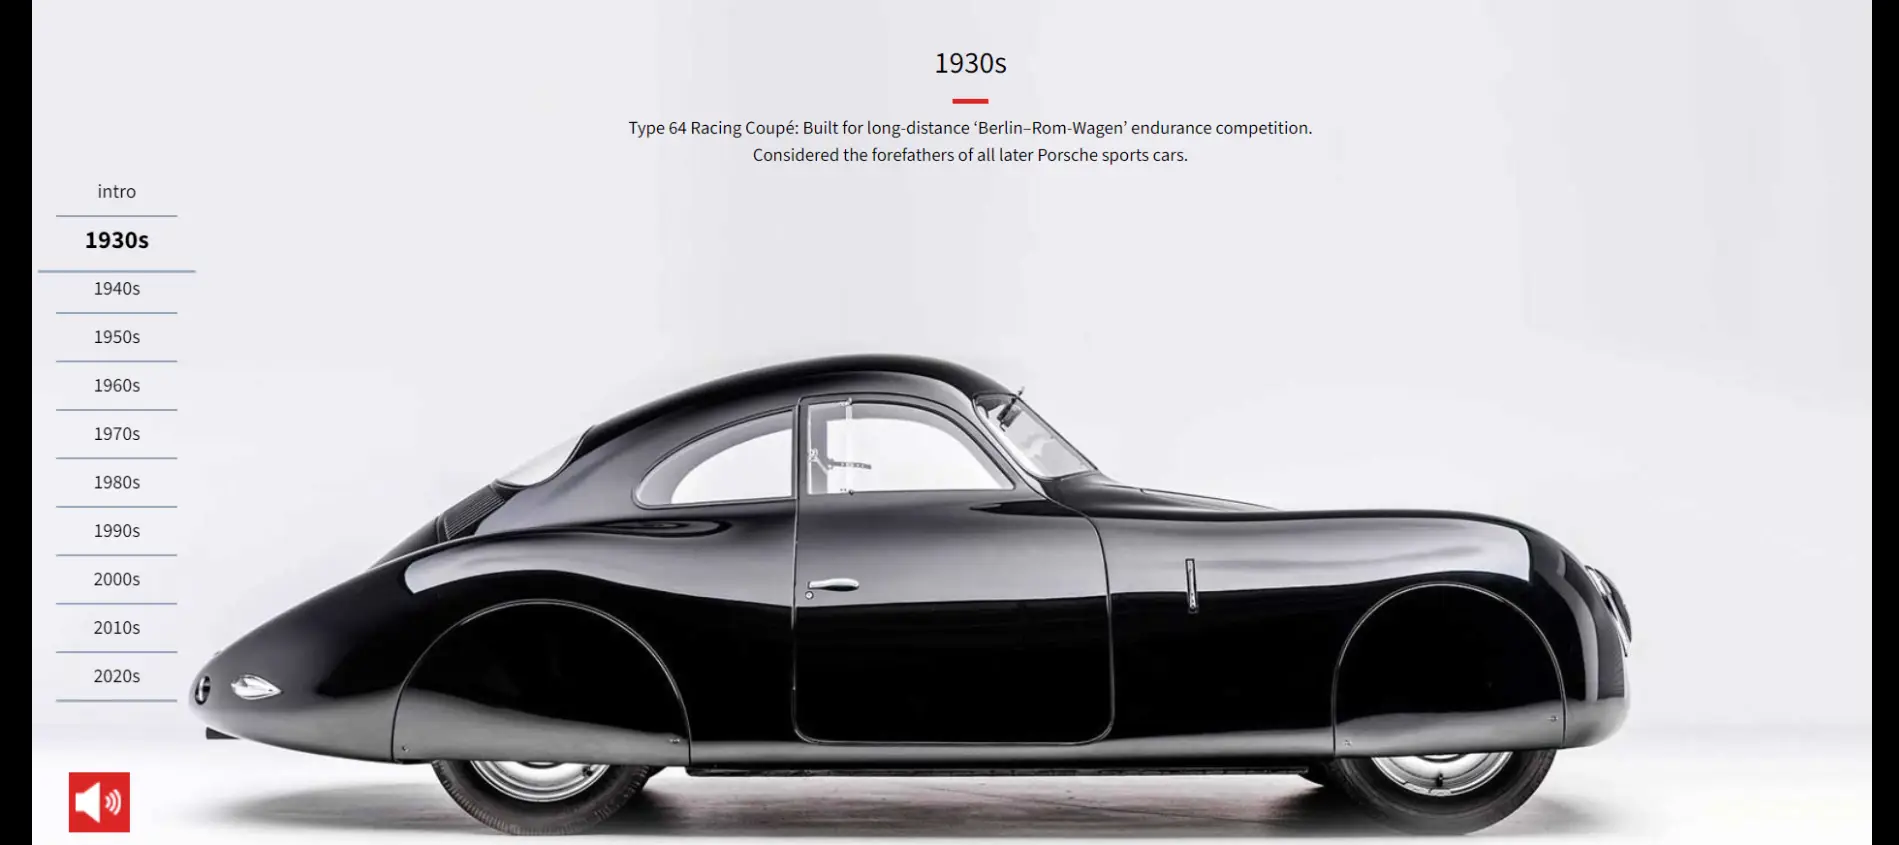 1930s
Type 64 Racing Coupé: Built for long-distance ‘Berlin–Rom-Wagen’ endurance competition.
Considered the forefathers of all later Porsche sports cars.
intro
1930s
1940s
1950s
1960s
1970s
1980s
1990s
2000s
2010s
2020s